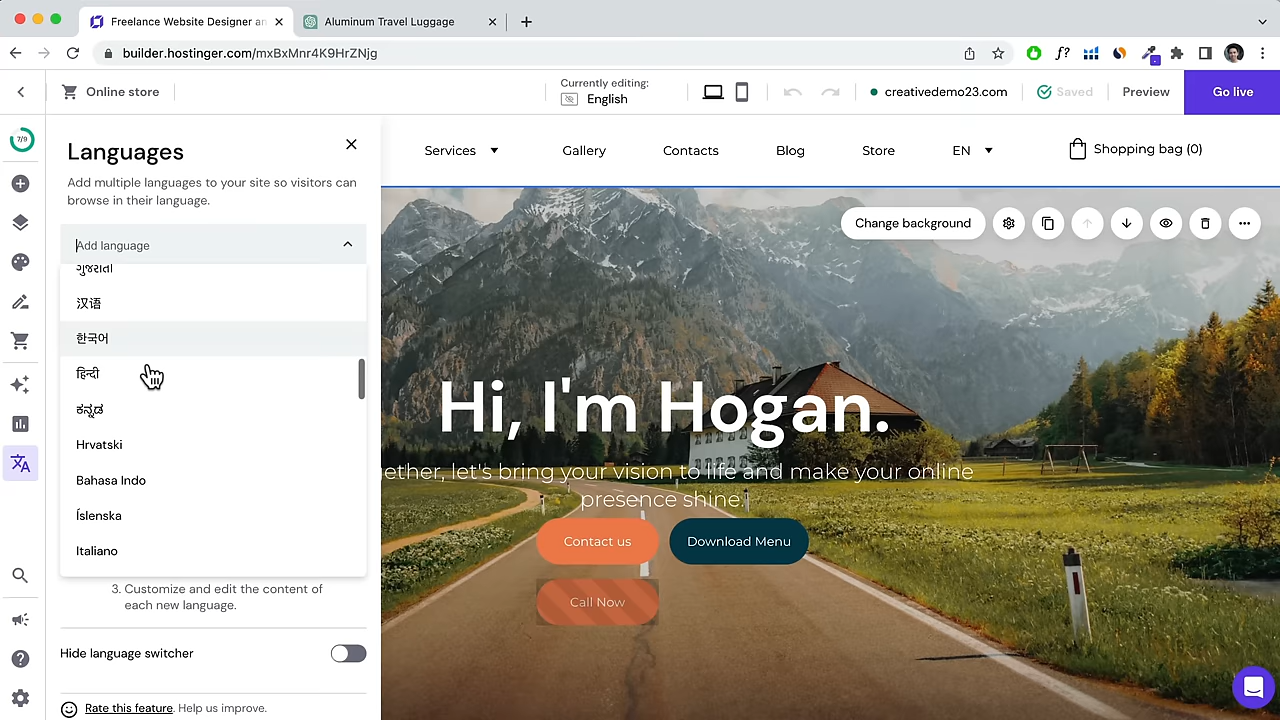 Freelance Website Designer an
Aluminum Travel Luggage
builder.hostinger.com/mxBxMnr4K9HrZNjg
f?
Online store
Currently editing:
English
creativedemo23.com
Saved
Preview
Go live
7/9
Languages
Add multiple languages to your site so visitors can
browse in their language.
Add language
ગુજરાતી
汉语
한국어
हिन्दी
ಕನ್ನಡ
Hrvatski
Bahasa Indo
Íslenska
Italiano
3. Customize and edit the content of
each new language.
Hide language switcher
Rate this feature. Help us improve.
Services
Gallery
Contacts
Blog
Store
EN
Shopping bag (0)
Change background
Hi, I'm Hogan.
gether, let's bring your vision to life and make your online
presence shine.
Contact us
Download Menu
Call Now